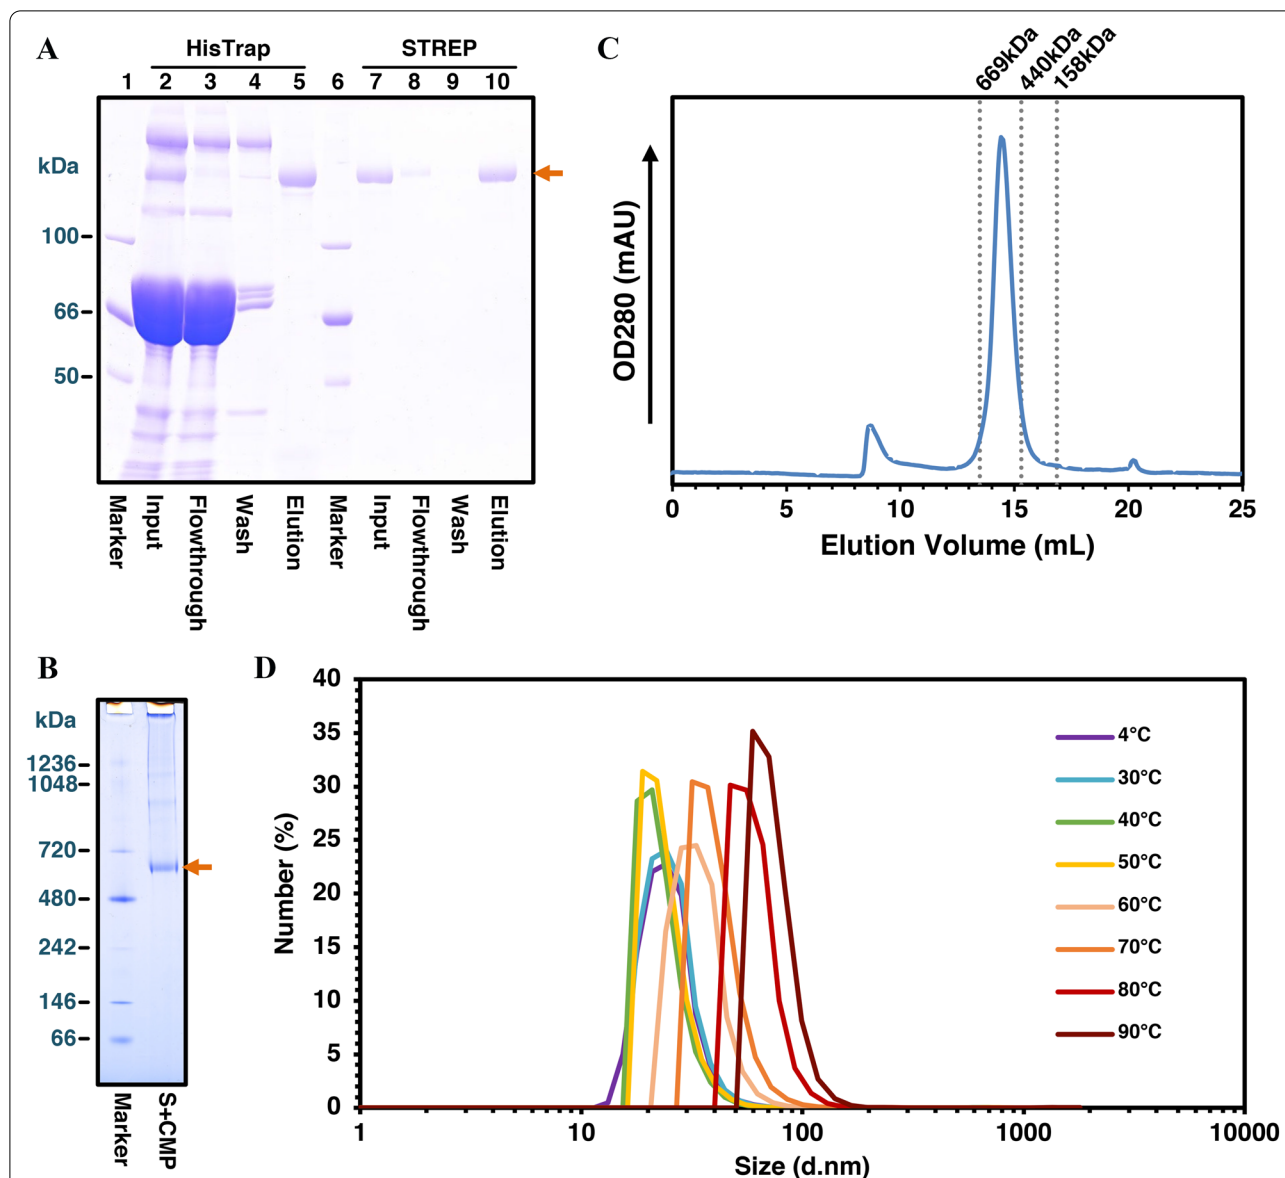 A
HisTrap
STREP
1 2 3 4 5 6 7 8 9 10
kDa
100
66
50
Marker
Input
Flowthrough
Wash
Elution
Marker
Input
Flowthrough
Wash
Elution
C
669kDa
440kDa
158kDa
OD280 (mAU)
0 5 10 15 20 25
Elution Volume (mL)
B
kDa
1236
1048
720
480
242
146
66
Marker
S+CMP
D
40
35
30
25
20
15
10
5
0
Number (%)
1 10 100 1000 10000
Size (d.nm)
4°C
30°C
40°C
50°C
60°C
70°C
80°C
90°C